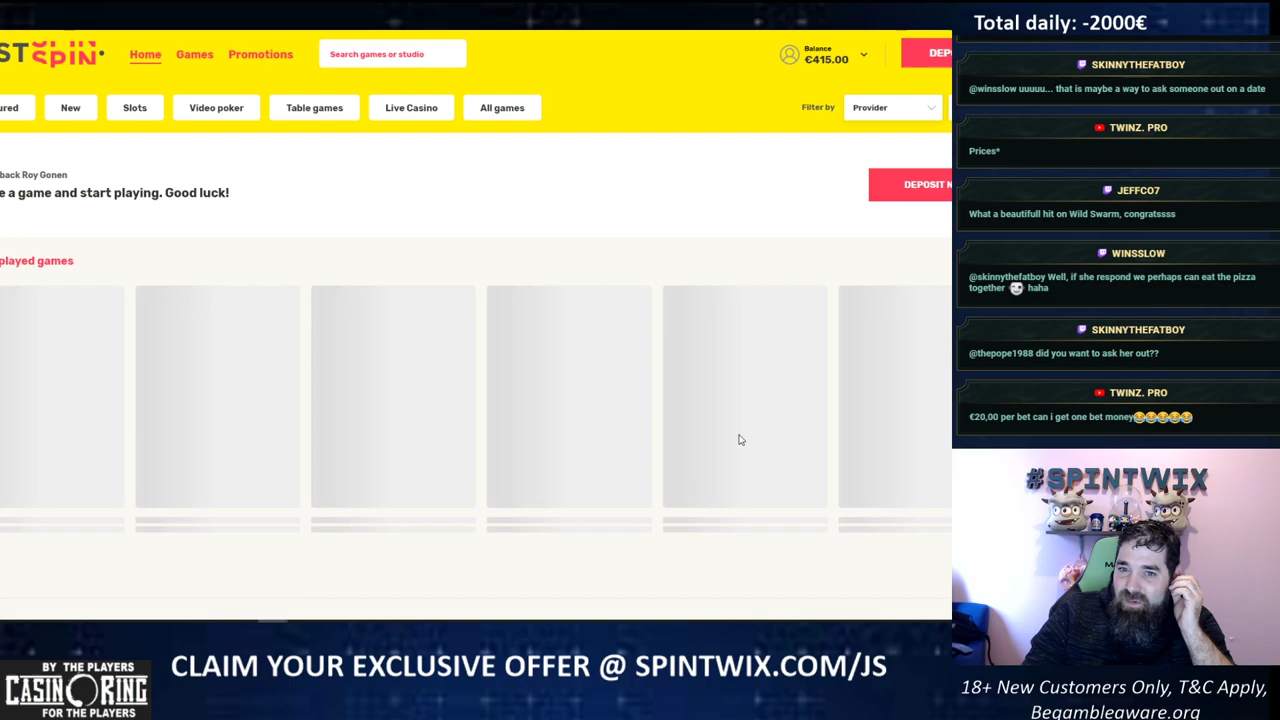 Total daily: -2000€
ST SPIN.
Home Games Promotions
Search games or studio
Balance
€415.00
DEP
ured New Slots Video poker Table games Live Casino All games
Filter by Provider
back Roy Gonen
e a game and start playing. Good luck!
DEPOSIT N
played games
SKINNYTHEFATBOY
@winsslow uuuuu... that is maybe a way to ask someone out on a date
TWINZ. PRO
Prices*
JEFFCO7
What a beautifull hit on Wild Swarm, congratssss
WINSSLOW
@skinnythefatboy Well, if she respond we perhaps can eat the pizza
together haha
SKINNYTHEFATBOY
@thepope1988 did you want to ask her out??
TWINZ. PRO
€20,00 per bet can i get one bet money😂😂😂😂😂
#SPINTWIX
BY THE PLAYERS
CASINO RING
FOR THE PLAYERS
CLAIM YOUR EXCLUSIVE OFFER @ SPINTWIX.COM/JS
18+ New Customers Only, T&C Apply,
Begambleaware.org